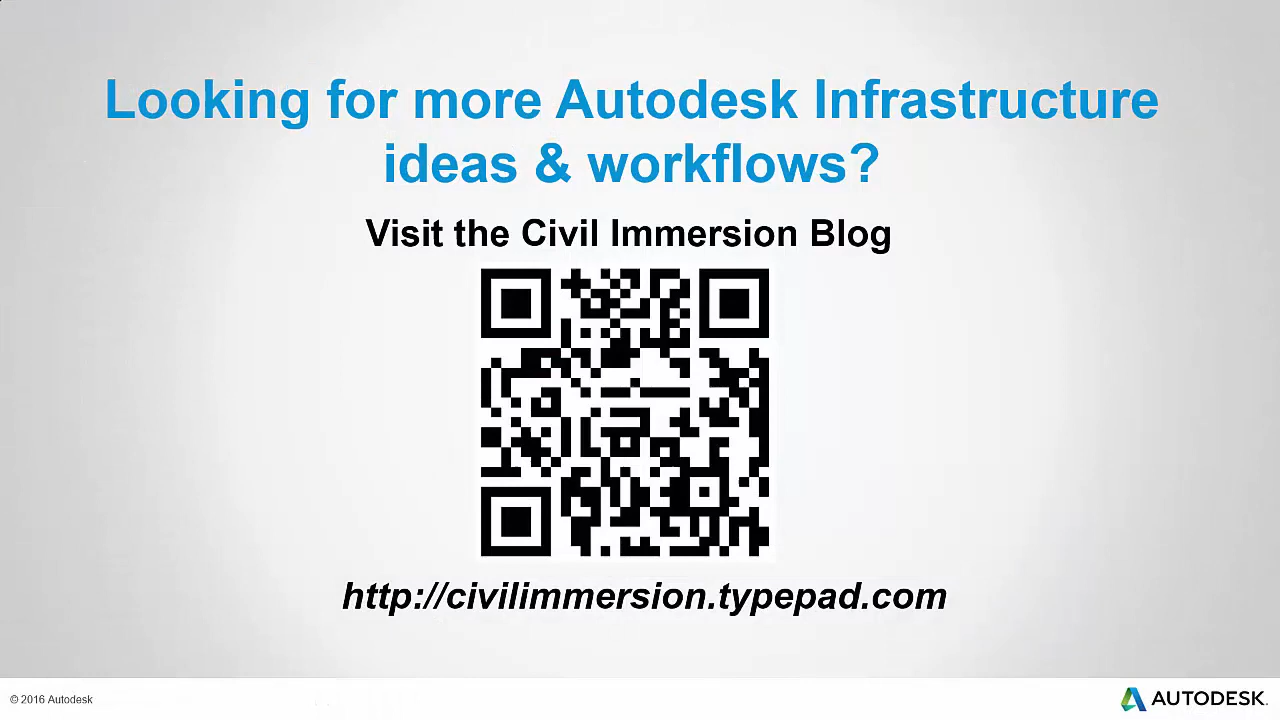 Looking for more Autodesk Infrastructure
ideas & workflows?
Visit the Civil Immersion Blog
http://civilimmersion.typepad.com
© 2016 Autodesk
AUTODESK.